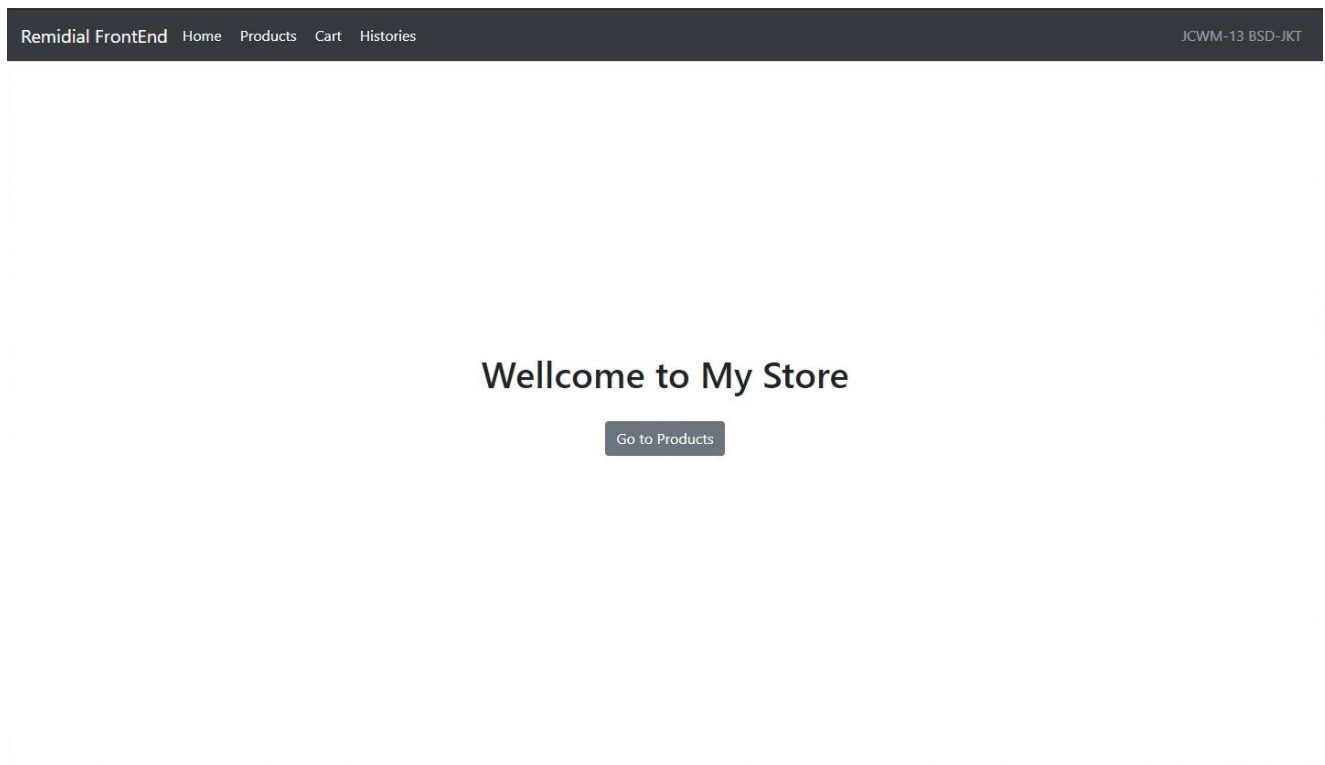 Remidial FrontEnd Home Products Cart Histories JCWM-13 BSD-JKT
Wellcome to My Store
Go to Products